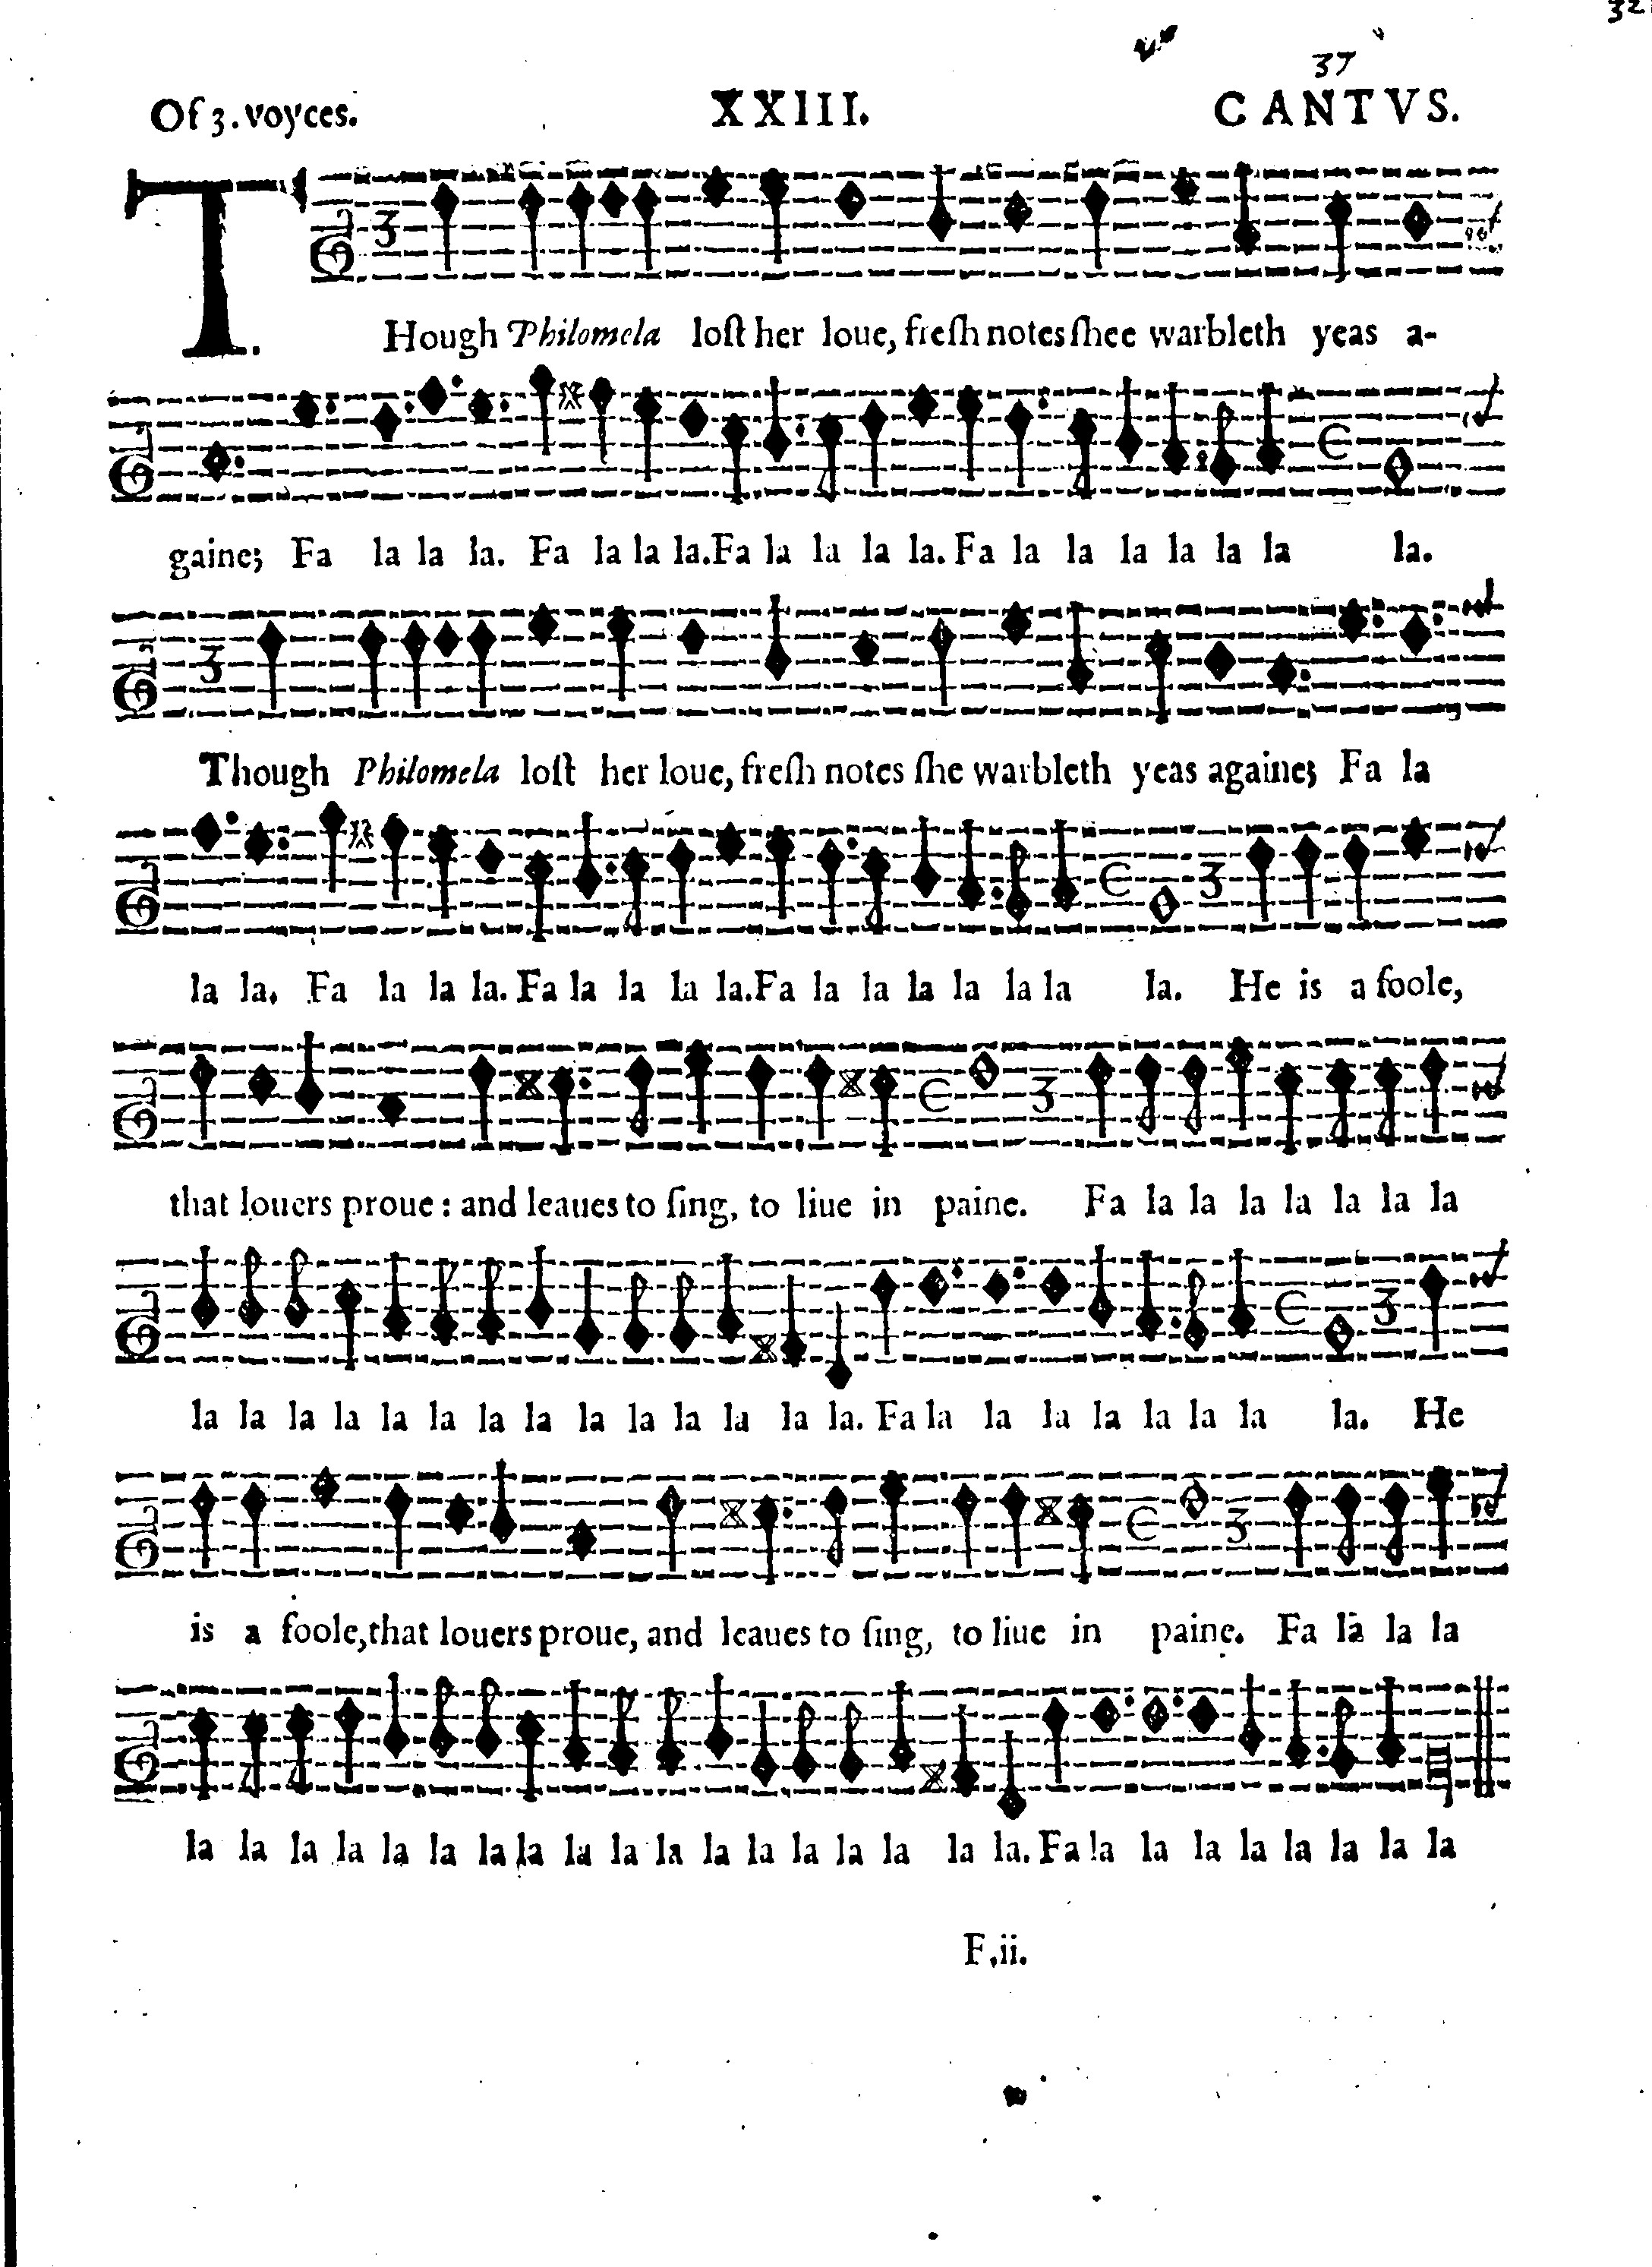 32
37
Of 3. voyces. XXIII. CANTVS.
T Hough Philomela loſt her loue, freſh notes ſhee warbleth yeas a-
gaine; Fa la la la. Fa la la la. Fa la la la la. Fa la la la la la la la.
Though Philomela loſt her loue, freſh notes ſhe warbleth yeas againe; Fa la
la la. Fa la la la. Fa la la la la. Fa la la la la la la la. He is a foole,
that louers proue: and leaues to ſing, to liue in paine. Fa la la la la la la la
la la la la la la la la la la la la la la. Fa la la la la la la la la. He
is a foole, that louers proue, and leaues to ſing, to liue in paine. Fa la la la
la la la la la la la la la la la la la la la la la la. Fa la la la la la la la la
F.ii.